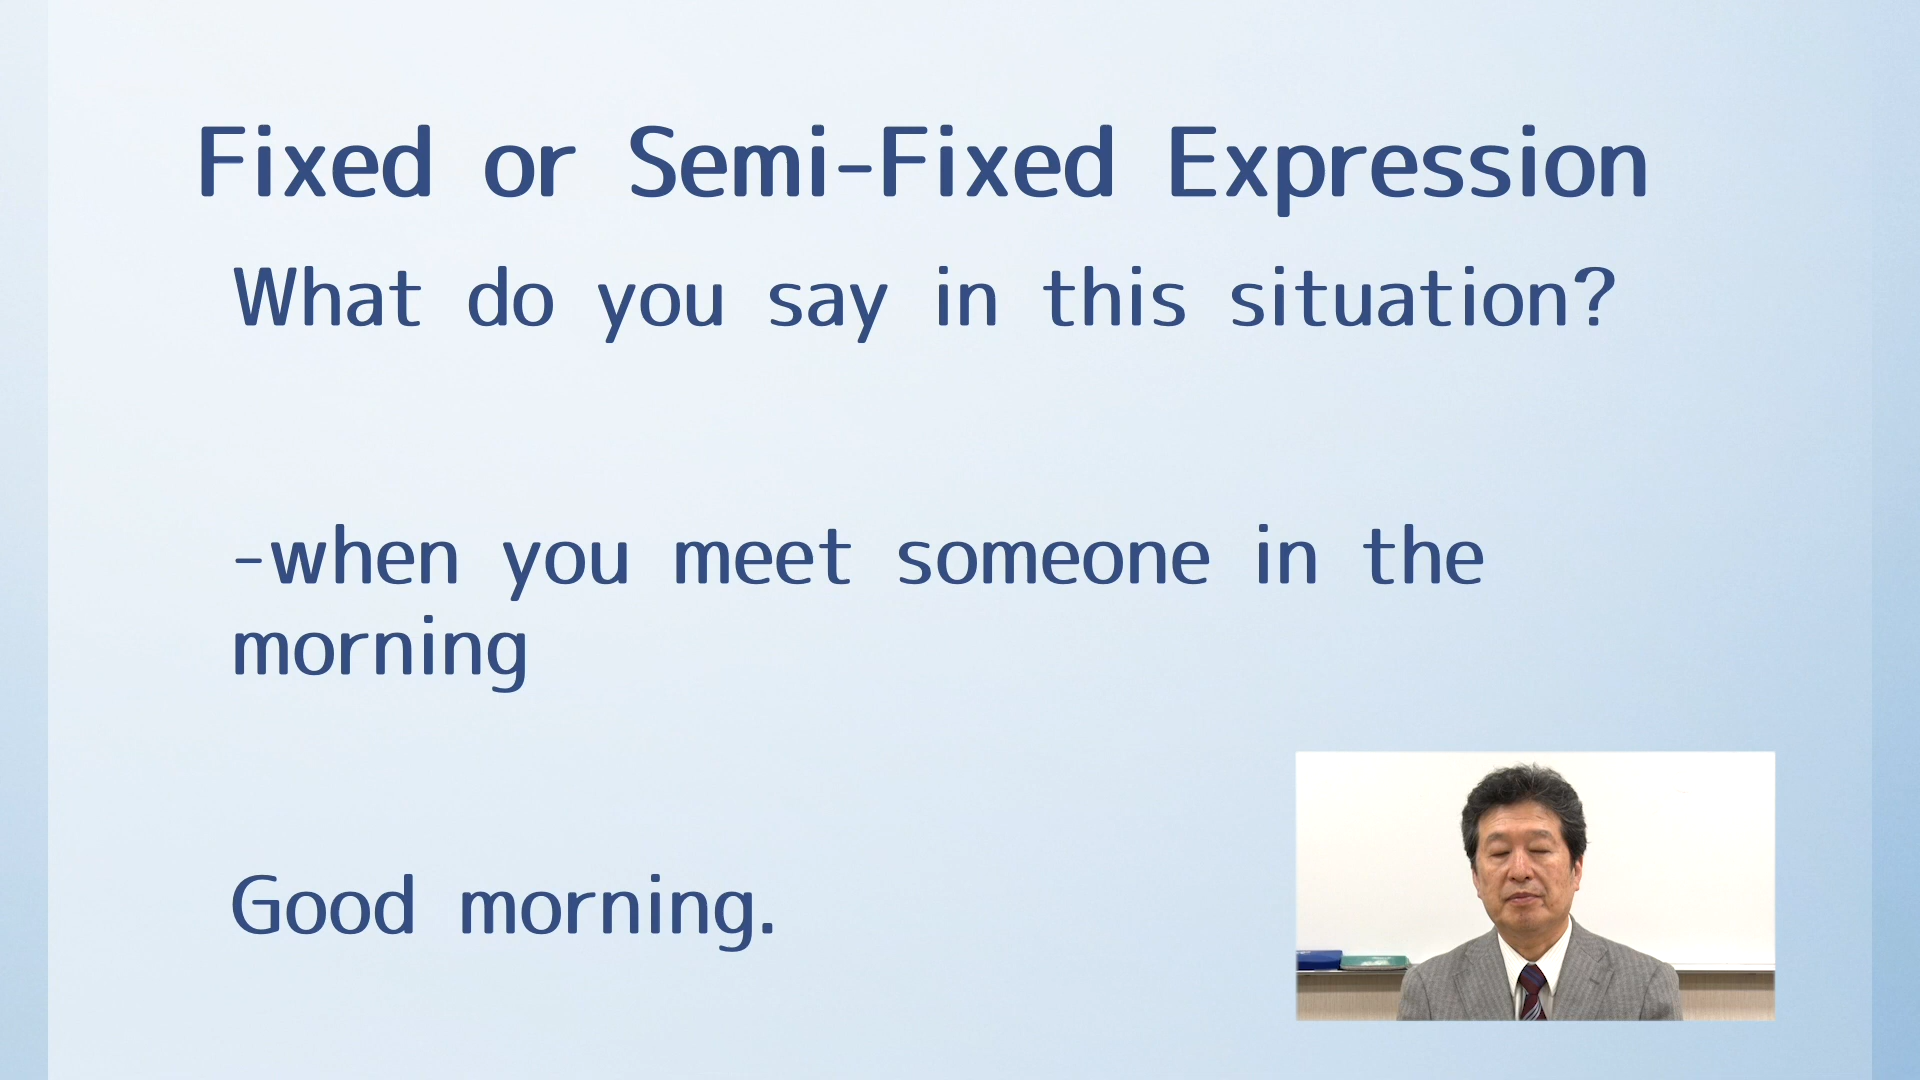 Fixed or Semi-Fixed Expression
What do you say in this situation?
-when you meet someone in the
morning
Good morning.